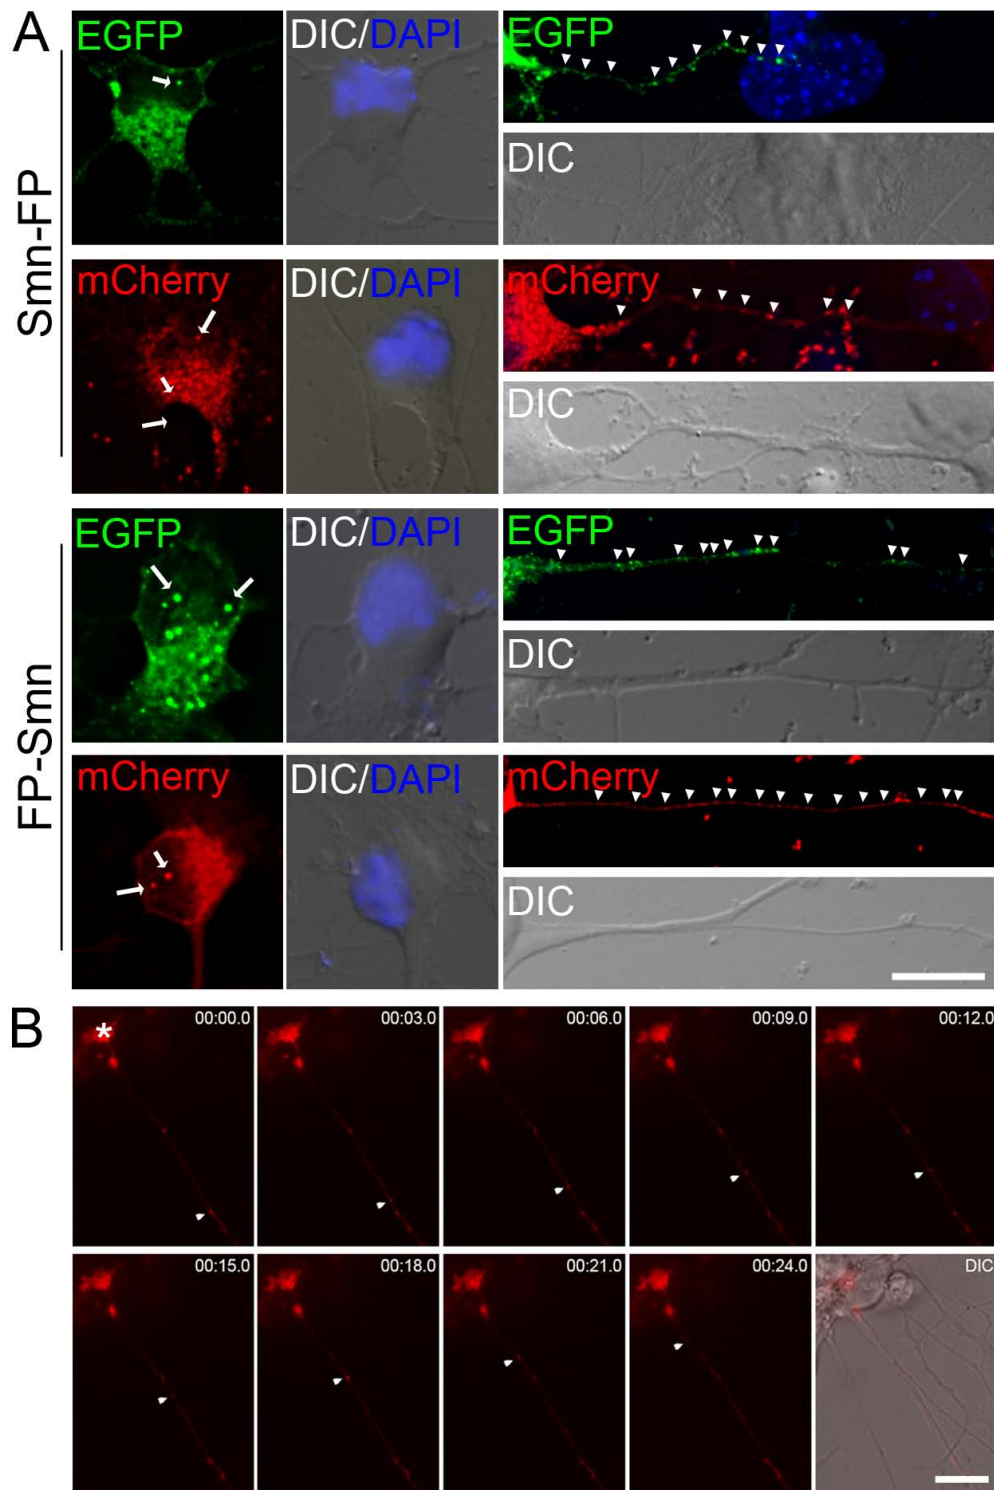 A
EGFP
DIC/DAPI
EGFP
DIC
Smn-FP
mCherry
DIC/DAPI
mCherry
DIC
EGFP
DIC/DAPI
EGFP
DIC
FP-Smn
mCherry
DIC/DAPI
mCherry
DIC
B
* 00:00.0
00:03.0
00:06.0
00:09.0
00:12.0
00:15.0
00:18.0
00:21.0
00:24.0
DIC